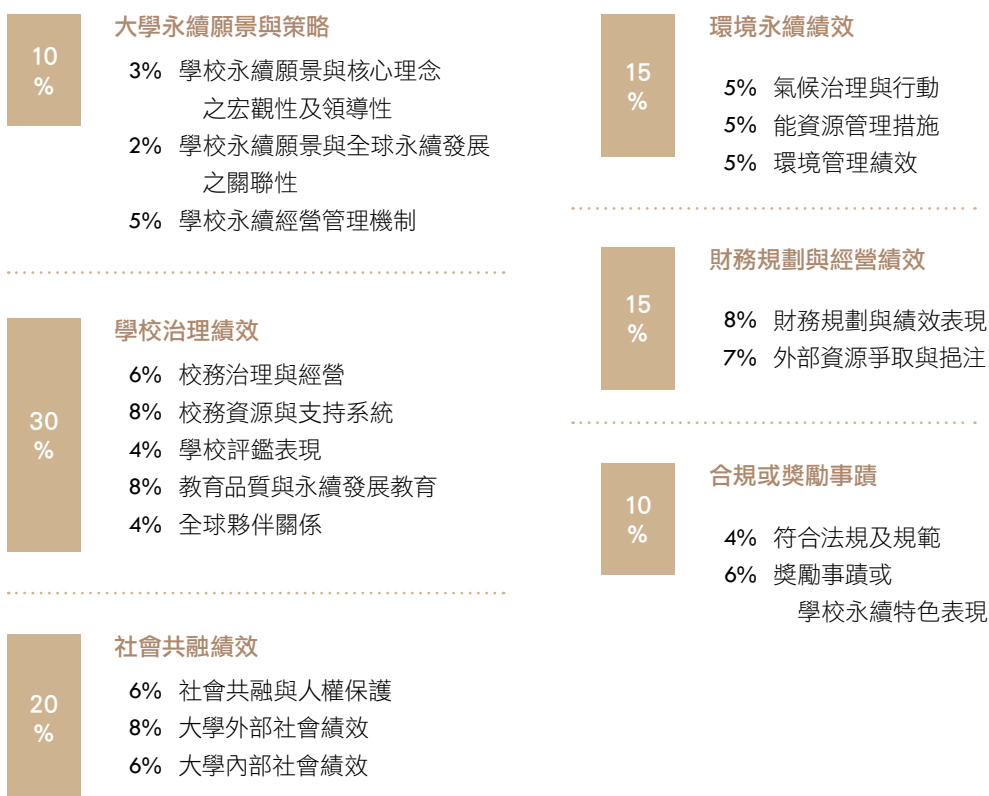 10
%
大學永續願景與策略
3% 學校永續願景與核心理念
之宏觀性及領導性
2% 學校永續願景與全球永續發展
之關聯性
5% 學校永續經營管理機制
30
%
學校治理績效
6% 校務治理與經營
8% 校務資源與支持系統
4% 學校評鑑表現
8% 教育品質與永續發展教育
4% 全球夥伴關係
20
%
社會共融績效
6% 社會共融與人權保護
8% 大學外部社會績效
6% 大學內部社會績效
15
%
環境永續績效
5% 氣候治理與行動
5% 能資源管理措施
5% 環境管理績效
15
%
財務規劃與經營績效
8% 財務規劃與績效表現
7% 外部資源爭取與挹注
10
%
合規或獎勵事蹟
4% 符合法規及規範
6% 獎勵事蹟或
學校永續特色表現